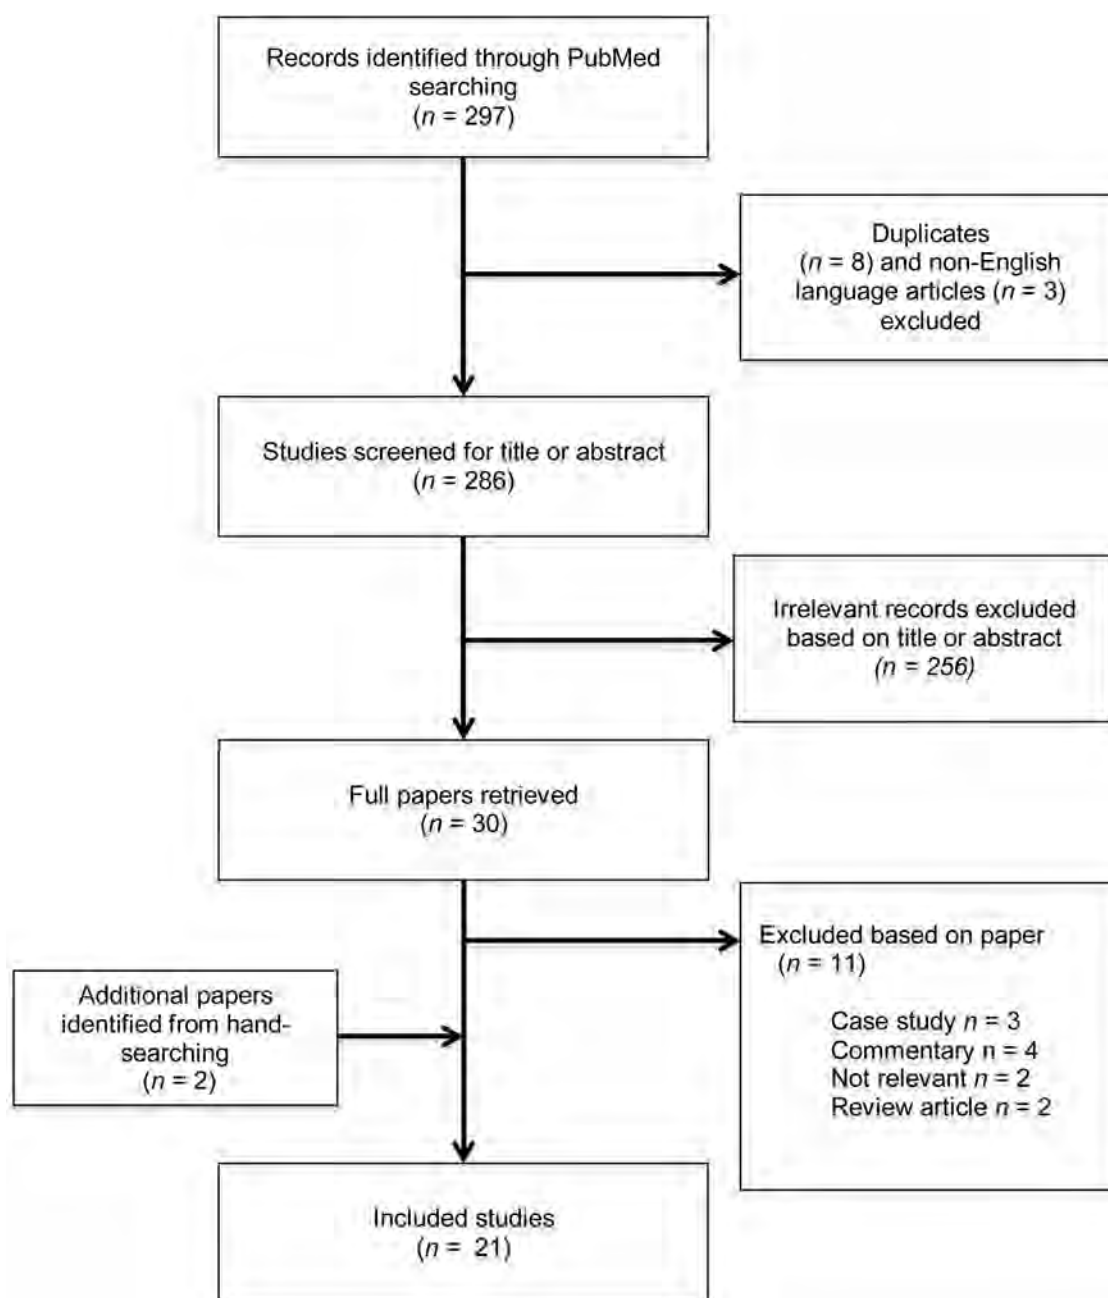 Records identified through PubMed
searching
(n = 297)
Duplicates
(n = 8) and non-English
language articles (n = 3)
excluded
Studies screened for title or abstract
(n = 286)
Irrelevant records excluded
based on title or abstract
(n = 256)
Full papers retrieved
(n = 30)
Excluded based on paper
(n = 11)
Case study n = 3
Commentary n = 4
Not relevant n = 2
Review article n = 2
Additional papers
identified from hand-
searching
(n = 2)
Included studies
(n = 21)